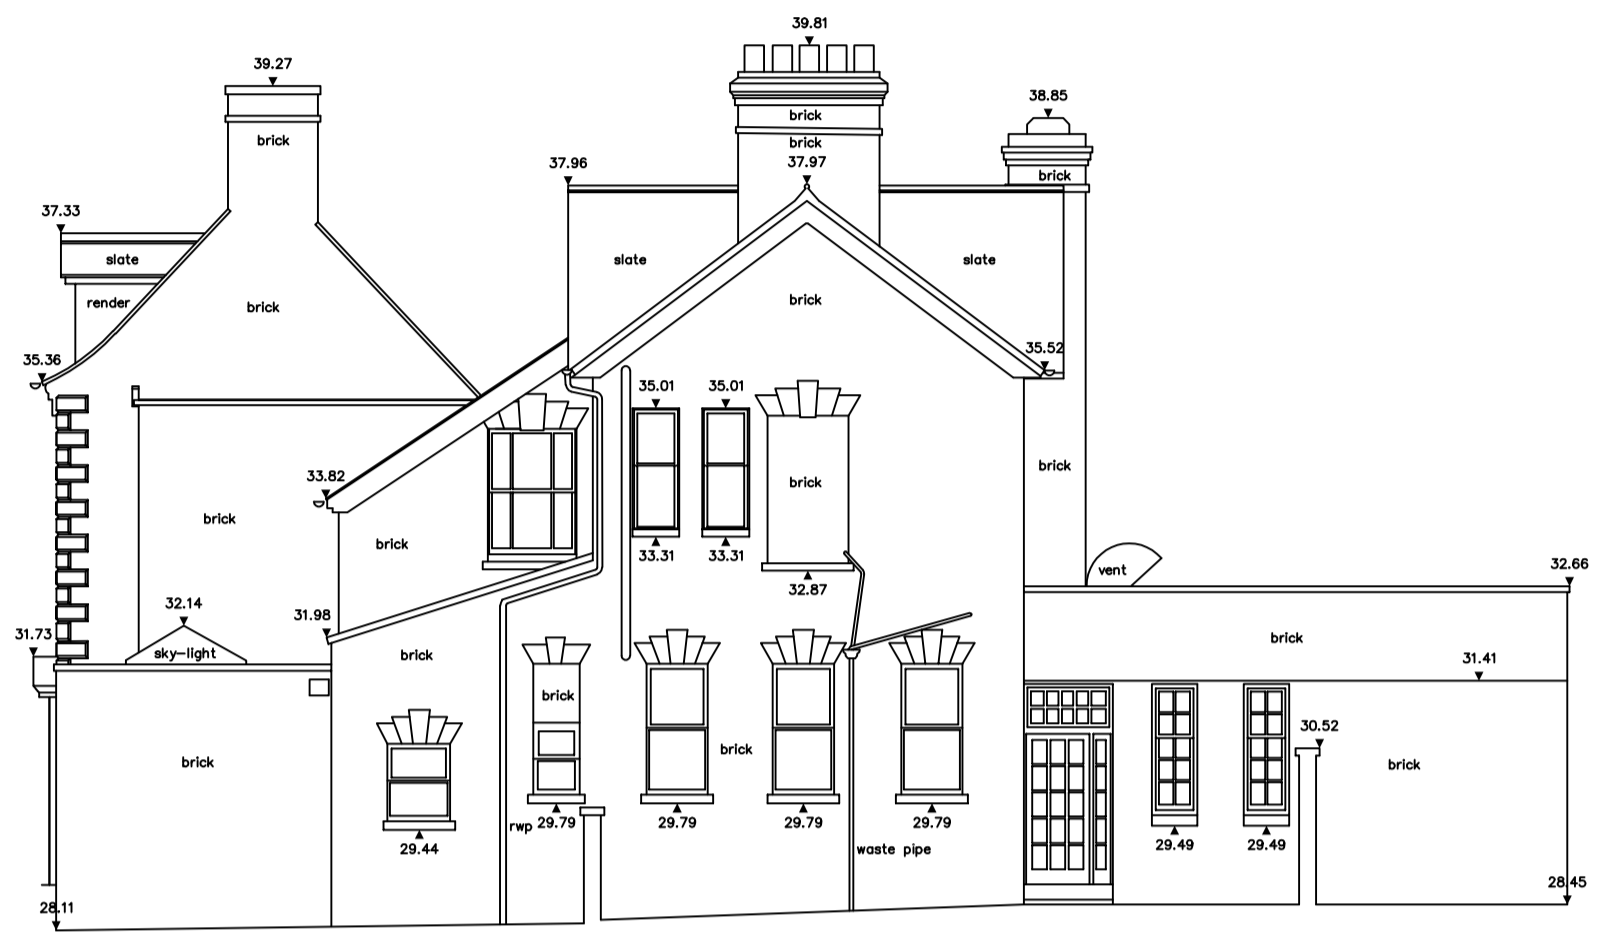 39.81
39.27
38.85
brick
brick
brick
37.96
37.97
brick
37.33
slate
slate
slate
render
brick
brick
35.36
35.52
35.01
35.01
33.82
brick
brick
brick
brick
33.31
33.31
32.87
vent
32.66
32.14
31.98
31.73
sky-light
brick
brick
31.41
brick
30.52
brick
brick
brick
rwp
29.79
29.79
29.79
29.79
29.44
waste pipe
29.49
29.49
28.45
28.11